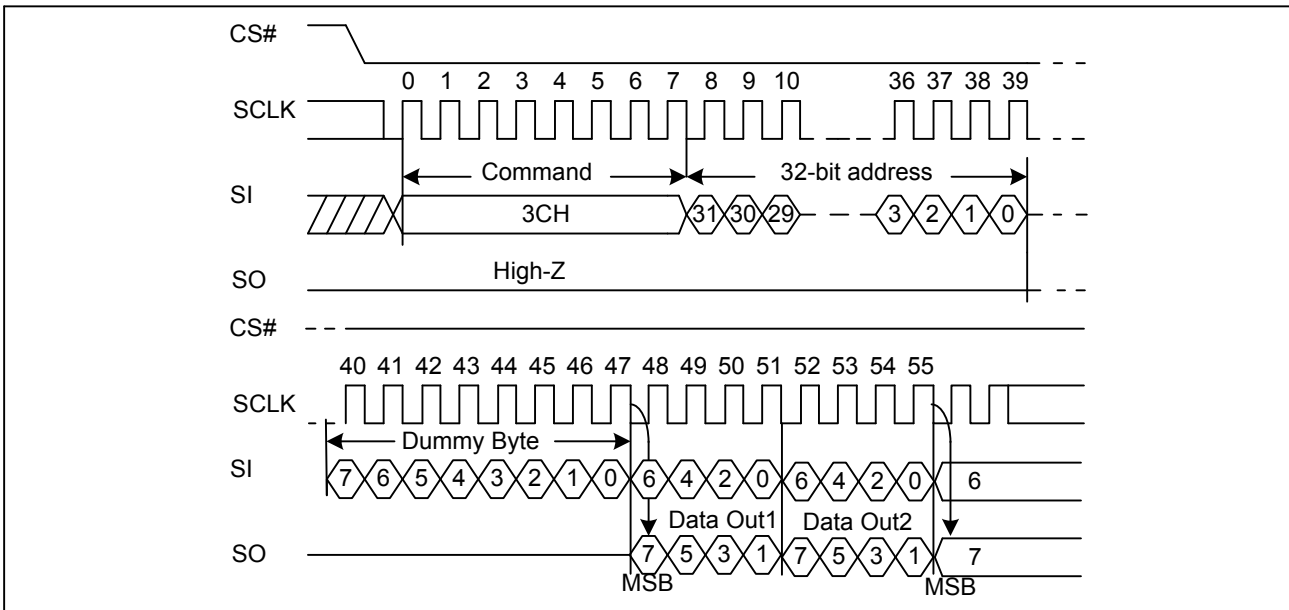 CS#
0 1 2 3 4 5 6 7 8 9 10 36 37 38 39
SCLK
Command 32-bit address
SI
3CH 31 30 29 3 2 1 0
High-Z
SO
CS#
40 41 42 43 44 45 46 47 48 49 50 51 52 53 54 55
SCLK
Dummy Byte
SI 7 6 5 4 3 2 1 0 6 4 2 0 6 4 2 0 6
Data Out1 Data Out2
SO 7 5 3 1 7 5 3 1 7
MSB MSB